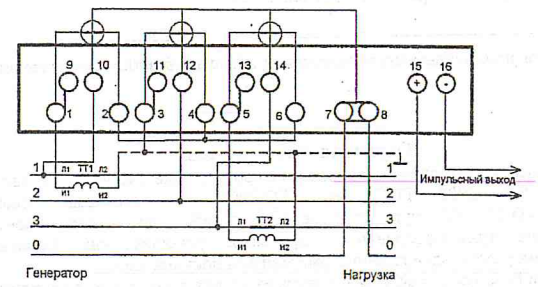 9 10 11 12 13 14 15 16
+ -
1 2 3 4 5 6 7 8
1 Л1 ТТ1 Л2 1
И1 И2 Импульсный выход
2 2
3 Л1 ТТ2 Л2 3
И1 И2
0 0
Генератор Нагрузка